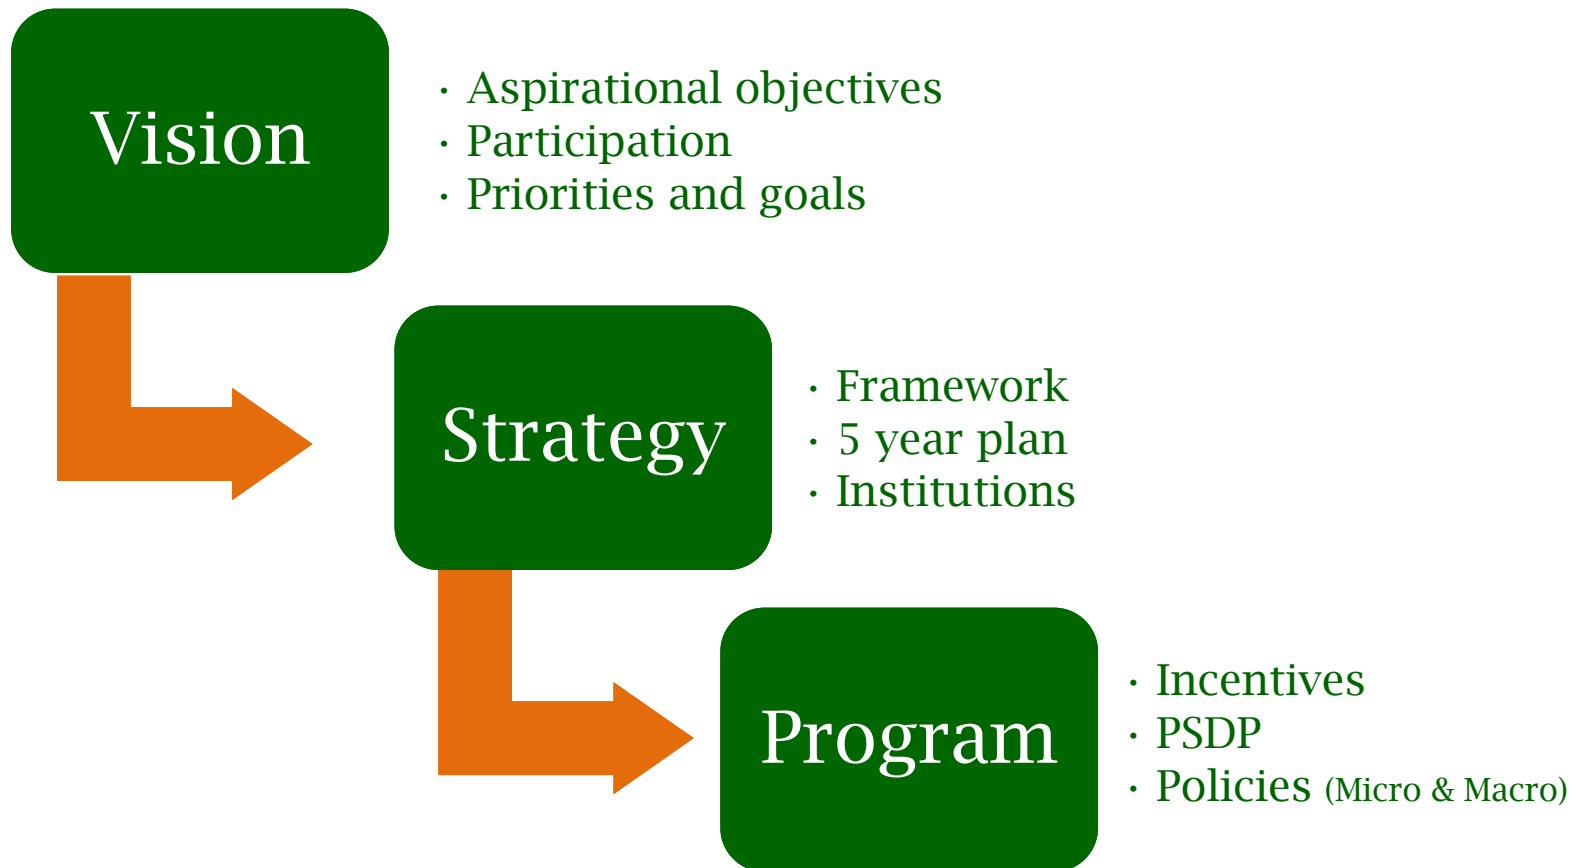 Vision
· Aspirational objectives
· Participation
· Priorities and goals
Strategy
· Framework
· 5 year plan
· Institutions
Program
· Incentives
· PSDP
· Policies (Micro & Macro)